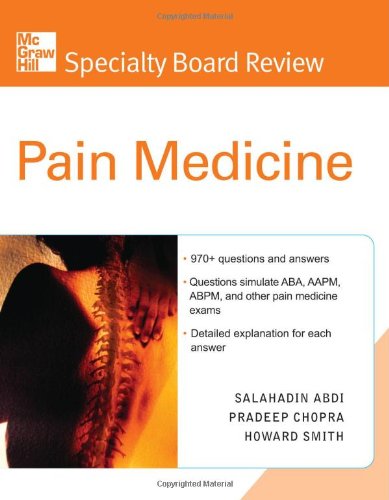 Copyrighted Material
Mc
Graw
Hill
Specialty Board Review
Pain Medicine
• 970+ questions and answers
• Questions simulate ABA, AAPM,
ABPM, and other pain medicine
exams
• Detailed explanation for each
answer
SALAHADIN ABDI
PRADEEP CHOPRA
HOWARD SMITH
Copyrighted Material